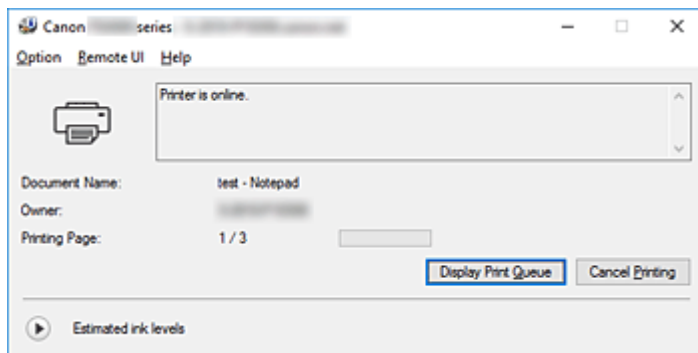 Canon series
Option Remote UI Help
Printer is online.
Document Name: test - Notepad
Owner:
Printing Page: 1 / 3
Display Print Queue Cancel Printing
Estimated ink levels